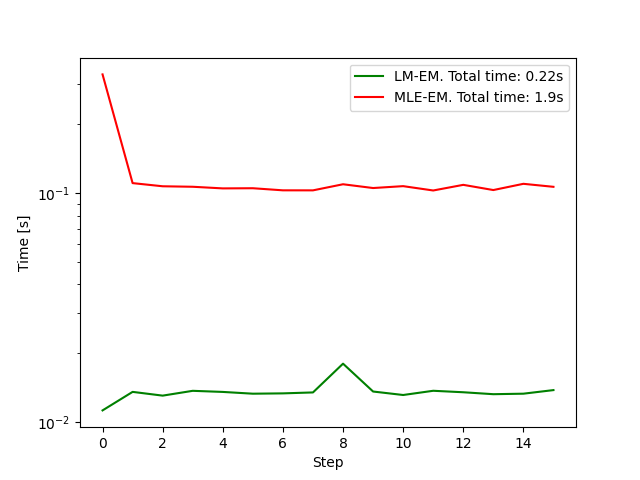 LM-EM. Total time: 0.22s
MLE-EM. Total time: 1.9s
10⁻¹
10⁻²
Time [s]
0 2 4 6 8 10 12 14
Step